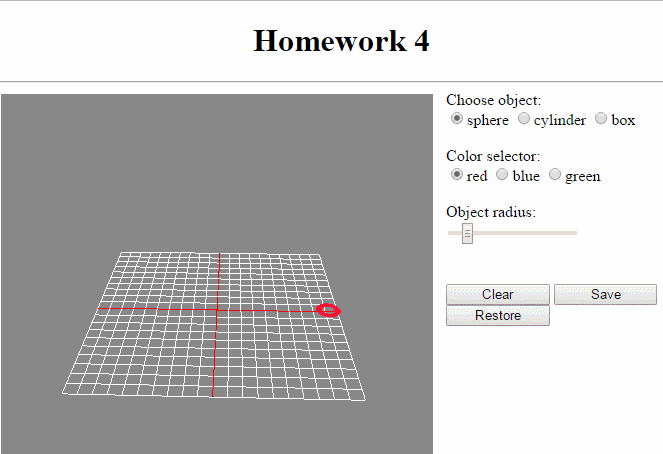 Homework 4
Choose object:
sphere cylinder box
Color selector:
red blue green
Object radius:
Clear Save
Restore